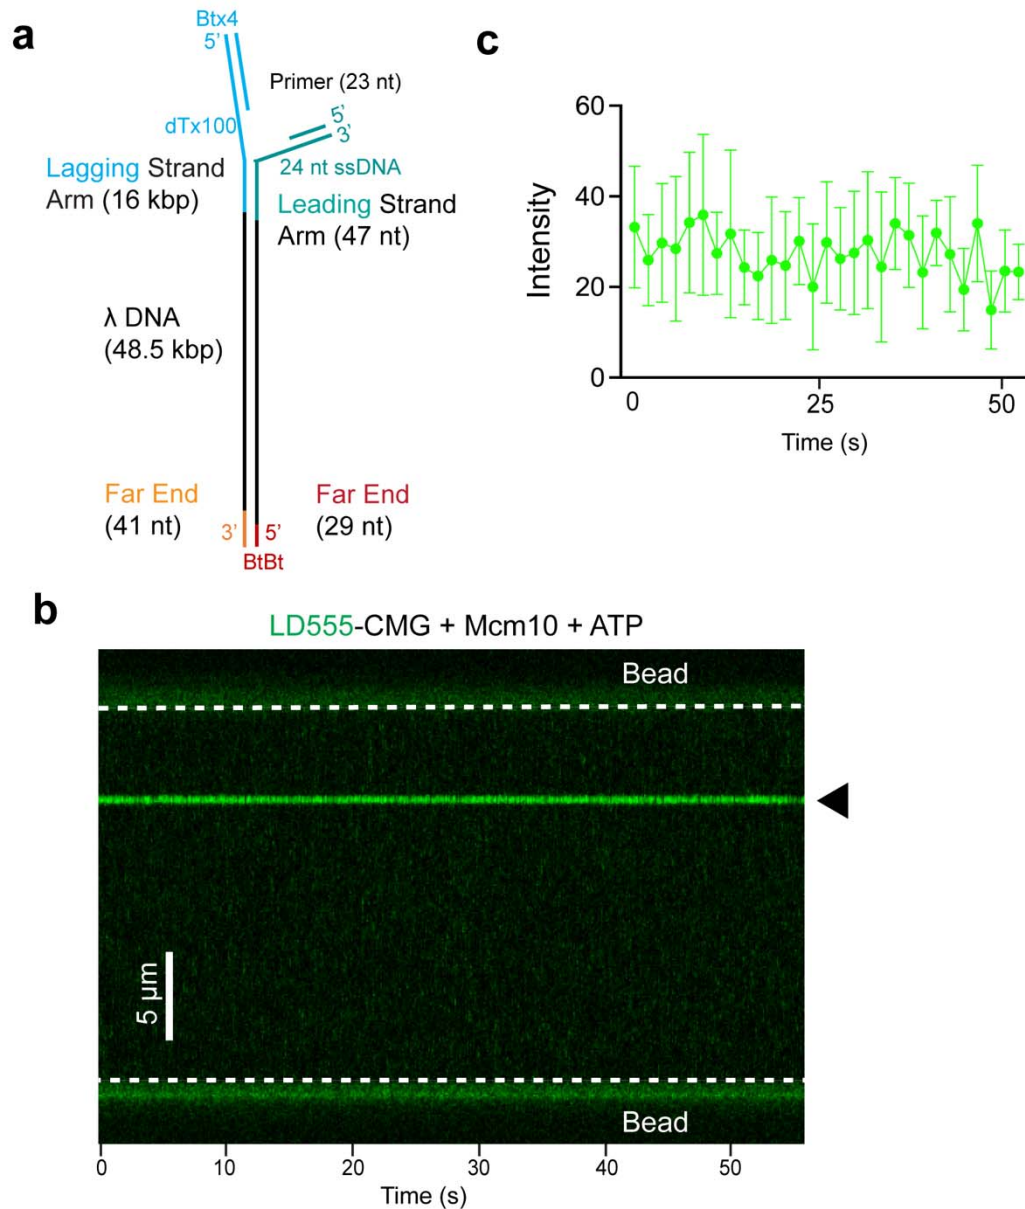 a
Btx4
5’
Primer (23 nt)
5’
3’
dTx100
24 nt ssDNA
Lagging Strand
Arm (16 kbp)
Leading Strand
Arm (47 nt)
λ DNA
(48.5 kbp)
Far End
(41 nt)
Far End
(29 nt)
3’
5’
BtBt
c
60
40
20
0
Intensity
0
25
50
Time (s)
b
LD555-CMG + Mcm10 + ATP
Bead
5 µm
Bead
0
10
20
30
40
50
Time (s)